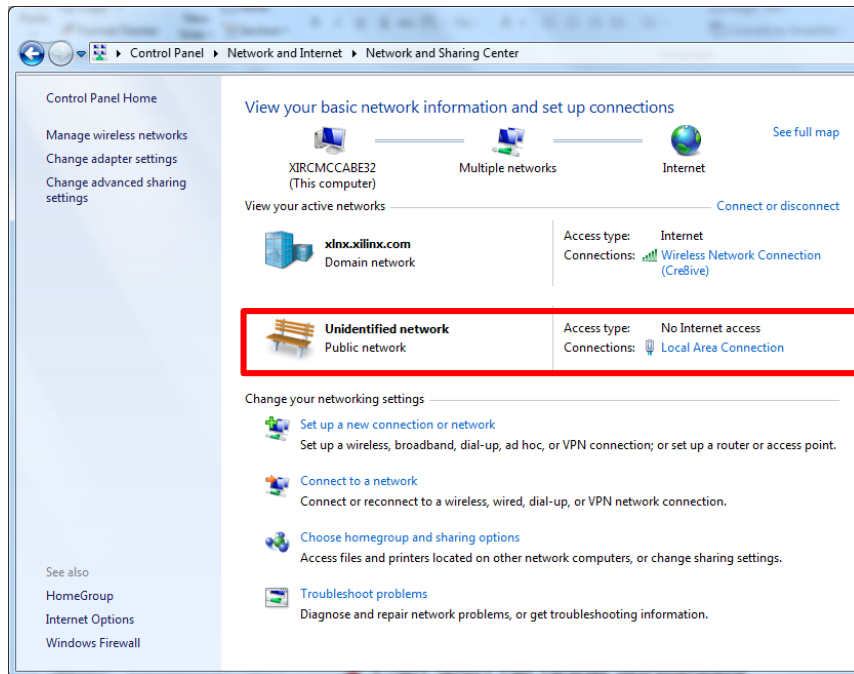 Control Panel ▸ Network and Internet ▸ Network and Sharing Center
Control Panel Home
Manage wireless networks
Change adapter settings
Change advanced sharing
settings
See also
HomeGroup
Internet Options
Windows Firewall
View your basic network information and set up connections
See full map
XIRCMCCABE32
(This computer)
Multiple networks
Internet
View your active networks
Connect or disconnect
xlnx.xilinx.com
Domain network
Access type: Internet
Connections: Wireless Network Connection
(Cre8ive)
Unidentified network
Public network
Access type: No Internet access
Connections: Local Area Connection
Change your networking settings
Set up a new connection or network
Set up a wireless, broadband, dial-up, ad hoc, or VPN connection; or set up a router or access point.
Connect to a network
Connect or reconnect to a wireless, wired, dial-up, or VPN network connection.
Choose homegroup and sharing options
Access files and printers located on other network computers, or change sharing settings.
Troubleshoot problems
Diagnose and repair network problems, or get troubleshooting information.